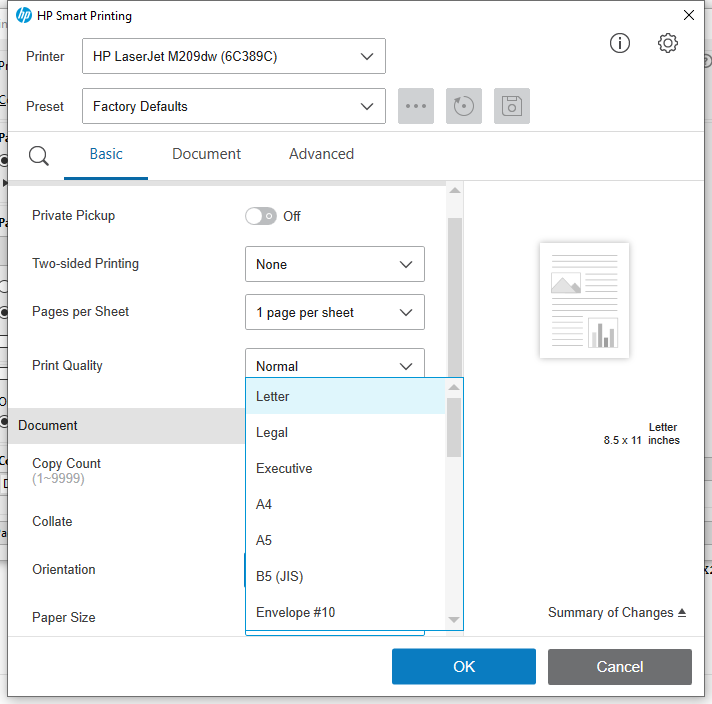 HP Smart Printing
Printer
HP LaserJet M209dw (6C389C)
Preset
Factory Defaults
Basic
Document
Advanced
Private Pickup
Off
Two-sided Printing
None
Pages per Sheet
1 page per sheet
Print Quality
Normal
Letter
Legal
Executive
A4
A5
B5 (JIS)
Envelope #10
Document
Copy Count
(1~9999)
Collate
Orientation
Paper Size
Letter
8.5 x 11 inches
Summary of Changes
OK
Cancel